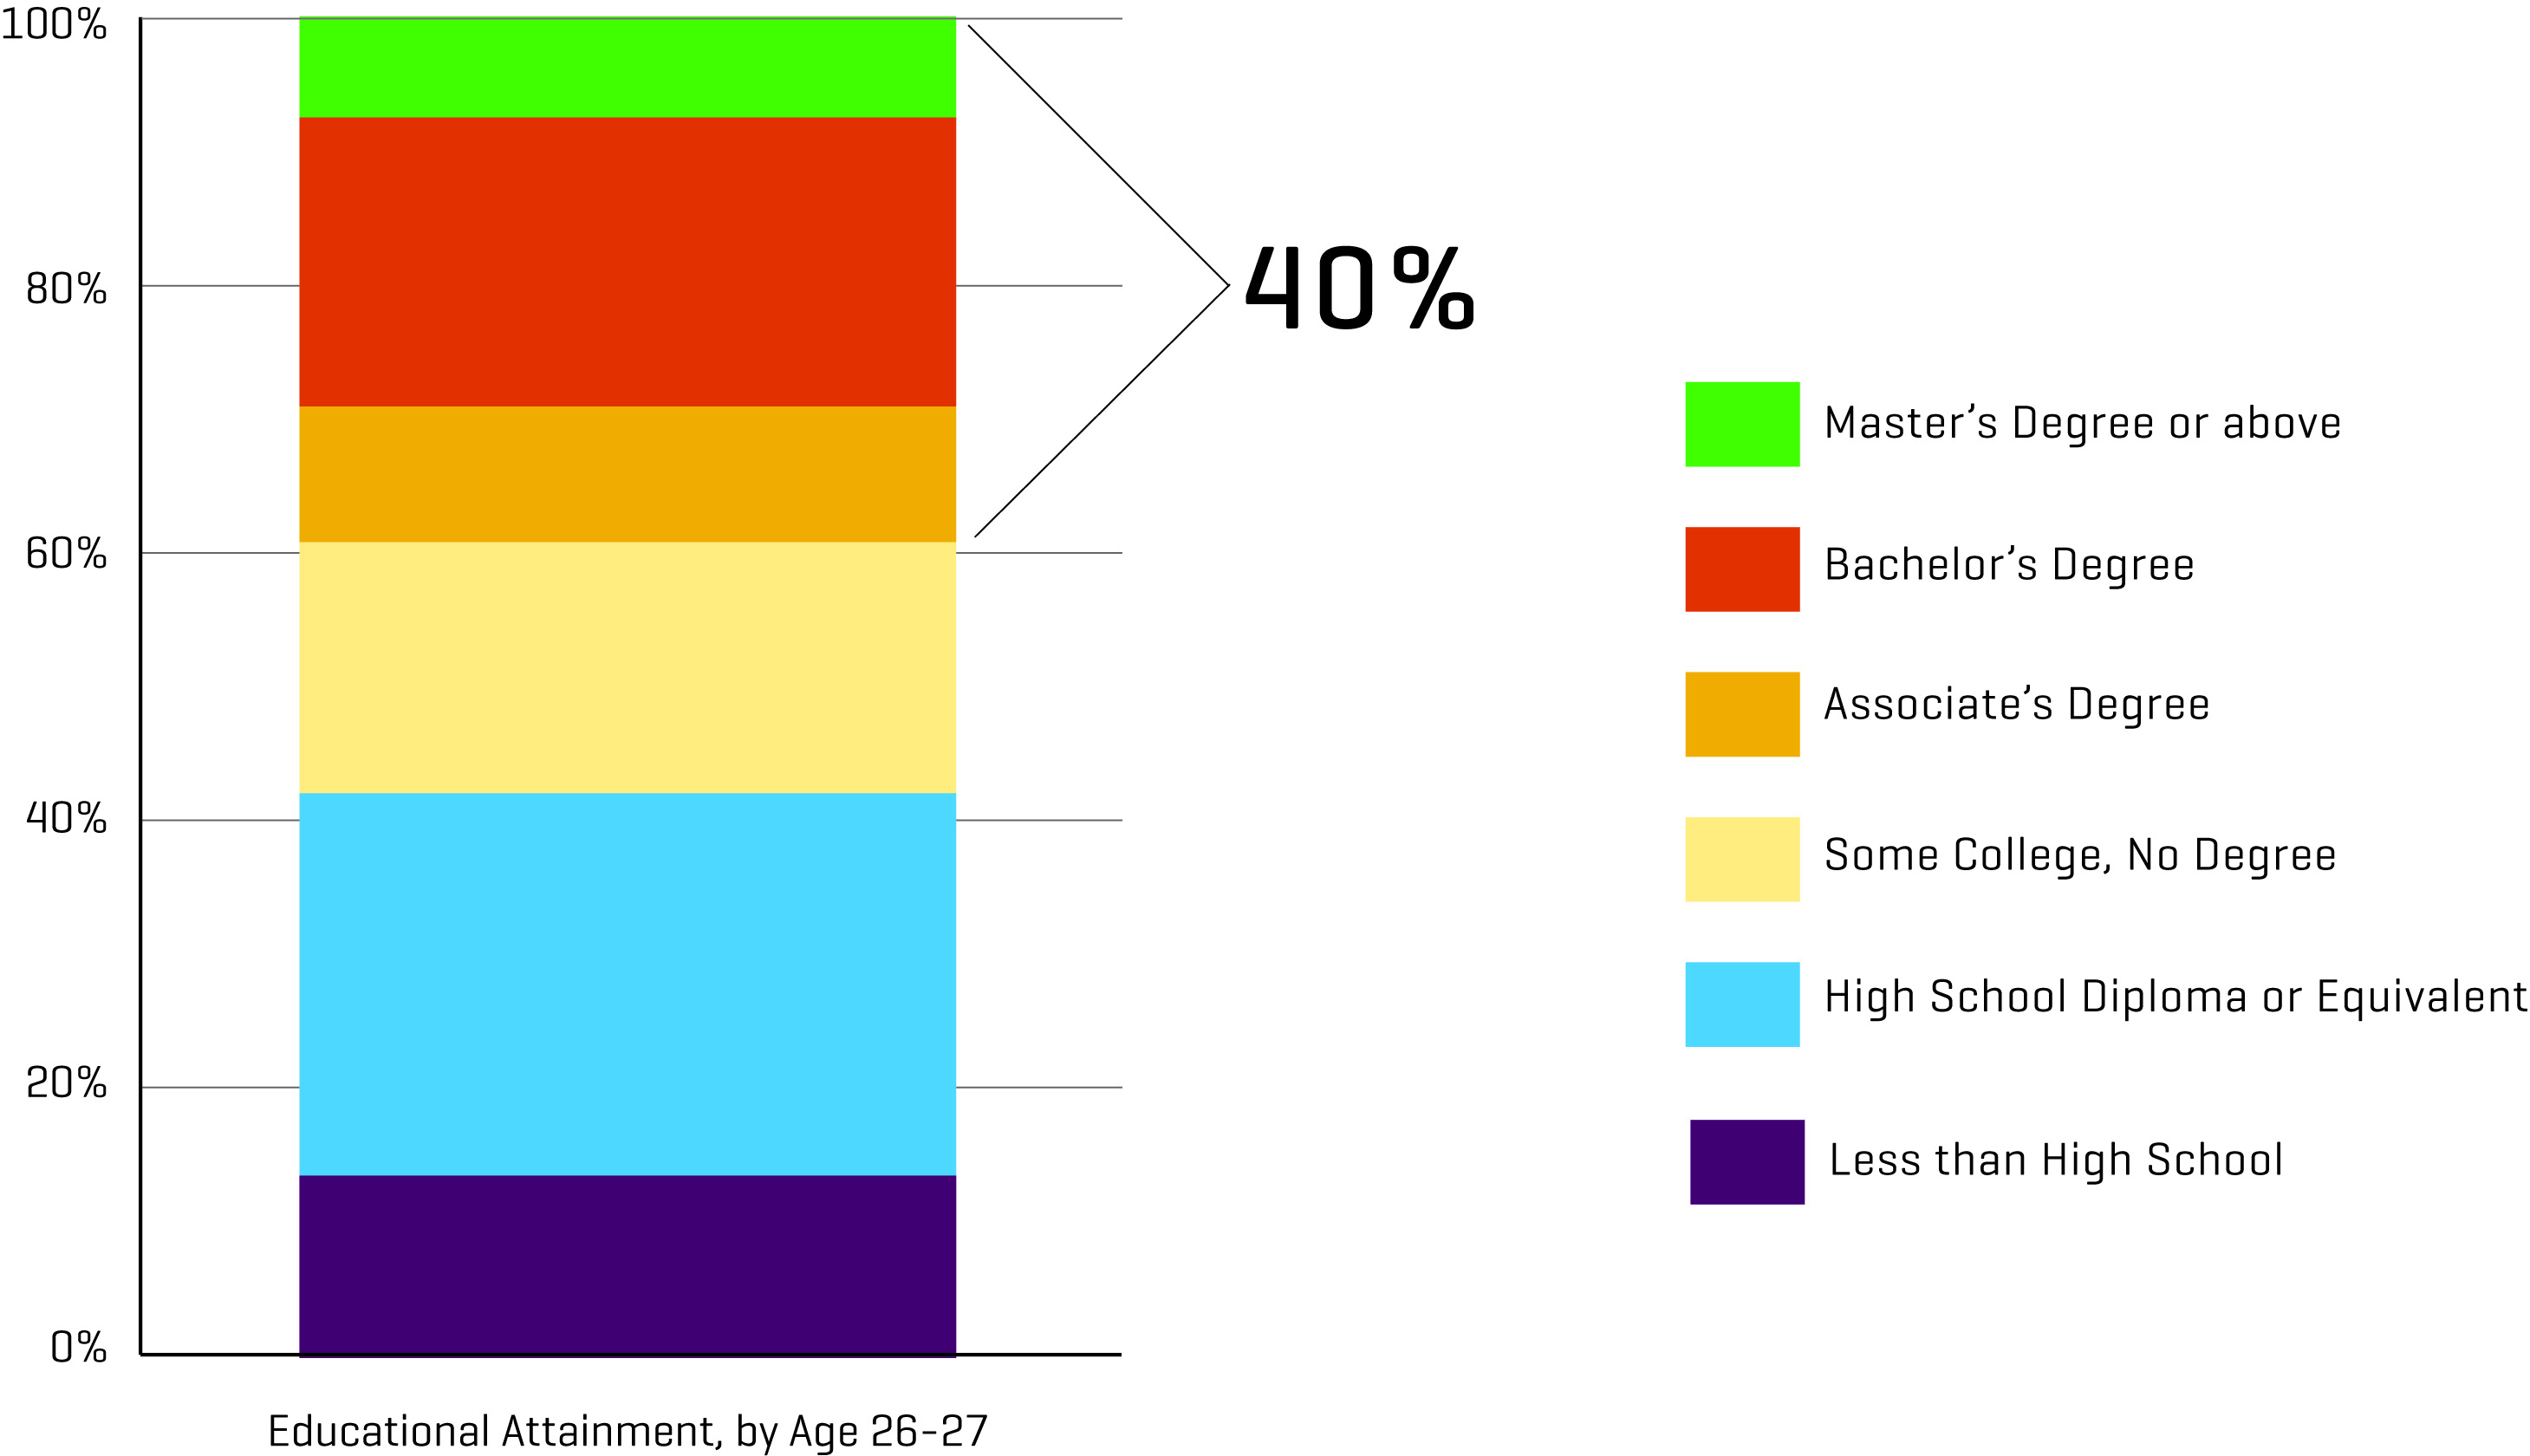 100%
80%
60%
40%
20%
0%
40%
Educational Attainment, by Age 26–27
Master’s Degree or above
Bachelor’s Degree
Associate’s Degree
Some College, No Degree
High School Diploma or Equivalent
Less than High School